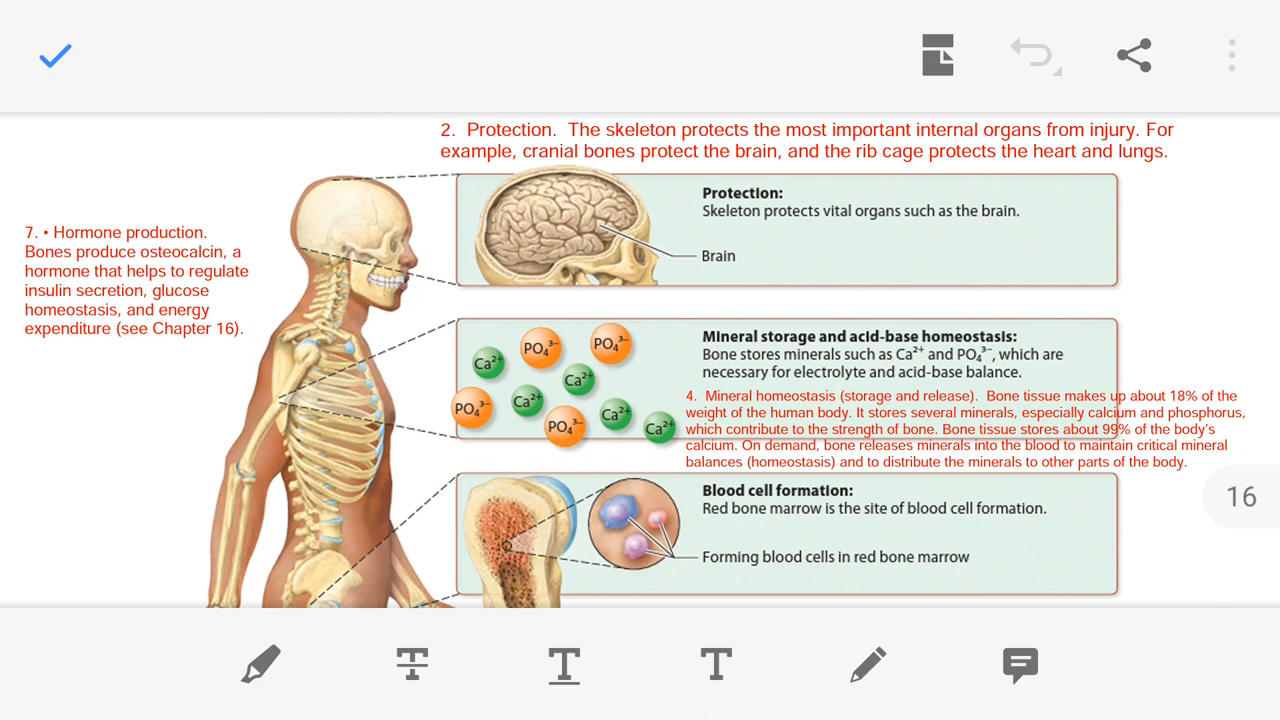 2. Protection. The skeleton protects the most important internal organs from injury. For
example, cranial bones protect the brain, and the rib cage protects the heart and lungs.
7. • Hormone production.
Bones produce osteocalcin, a
hormone that helps to regulate
insulin secretion, glucose
homeostasis, and energy
expenditure (see Chapter 16).
Protection:
Skeleton protects vital organs such as the brain.
Brain
Mineral storage and acid-base homeostasis:
Bone stores minerals such as Ca²⁺ and PO₄³⁻, which are
necessary for electrolyte and acid-base balance.
Ca²⁺
PO₄³⁻
PO₄³⁻
Ca²⁺
PO₄³⁻
Ca²⁺
PO₄³⁻
Ca²⁺
Ca²⁺
4. Mineral homeostasis (storage and release). Bone tissue makes up about 18% of the
weight of the human body. It stores several minerals, especially calcium and phosphorus,
which contribute to the strength of bone. Bone tissue stores about 99% of the body's
calcium. On demand, bone releases minerals into the blood to maintain critical mineral
balances (homeostasis) and to distribute the minerals to other parts of the body.
Blood cell formation:
Red bone marrow is the site of blood cell formation.
Forming blood cells in red bone marrow
16